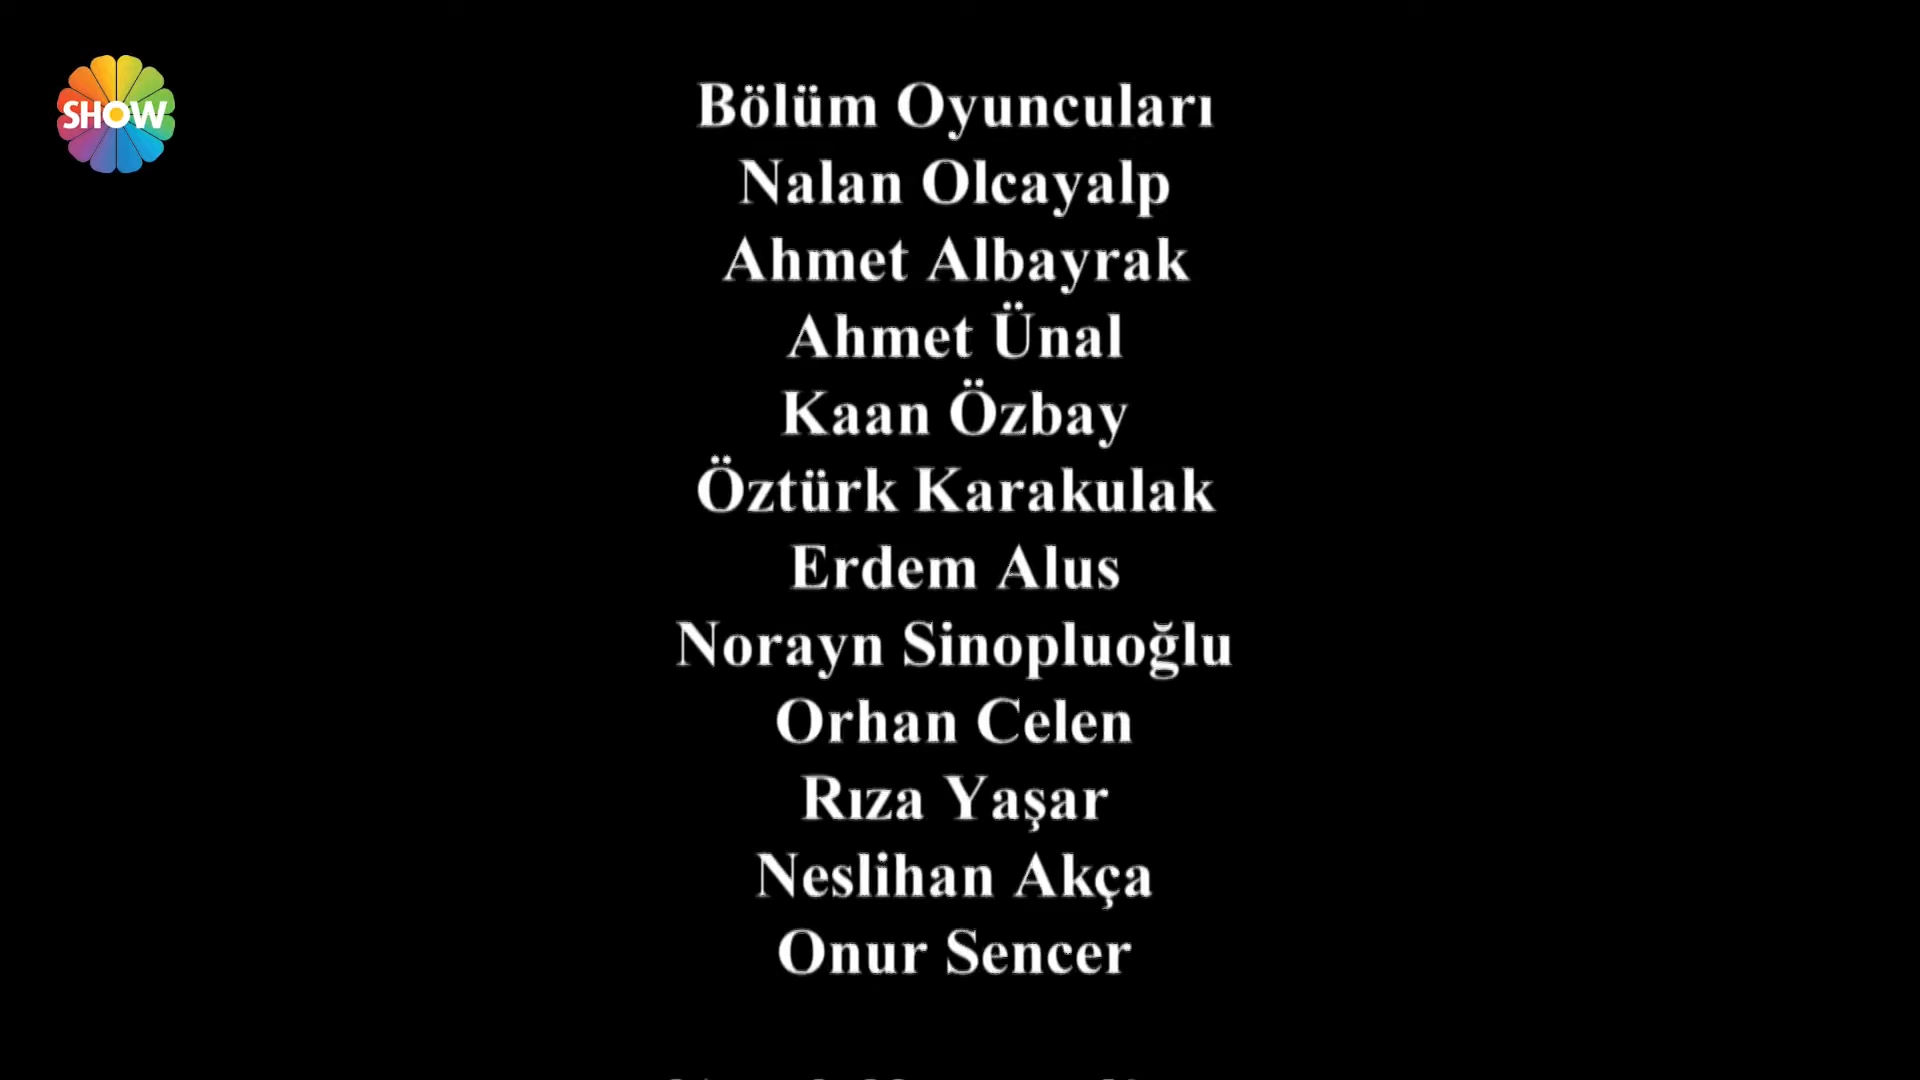 SHOW
Bölüm Oyuncuları
Nalan Olcayalp
Ahmet Albayrak
Ahmet Ünal
Kaan Özbay
Öztürk Karakulak
Erdem Alus
Norayn Sinopluoğlu
Orhan Celen
Rıza Yaşar
Neslihan Akça
Onur Sencer